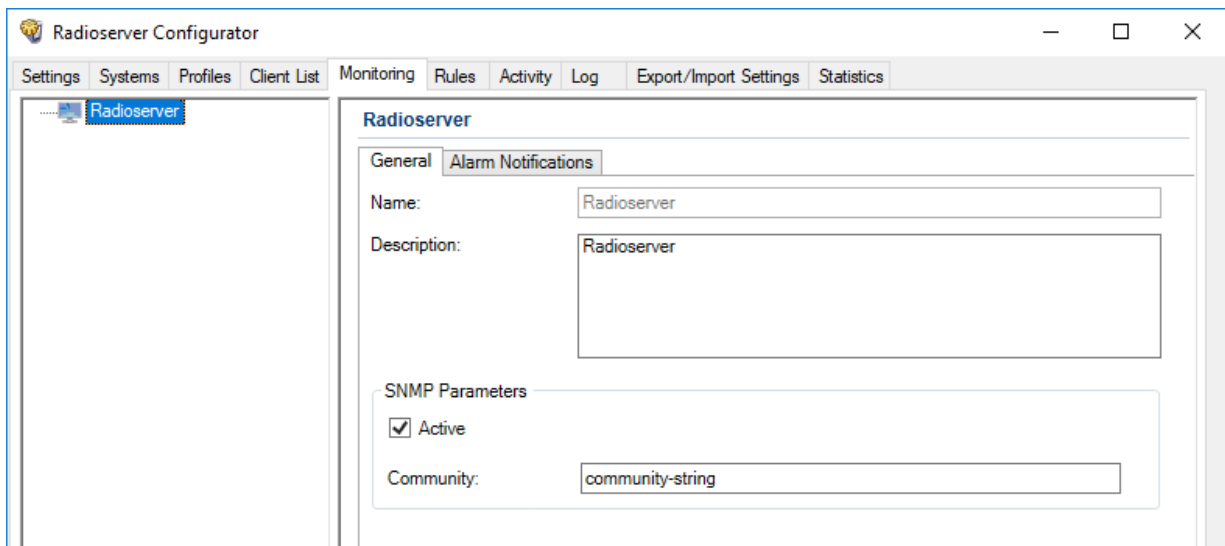 Radioserver Configurator
Settings Systems Profiles Client List Monitoring Rules Activity Log Export/Import Settings Statistics
Radioserver
Radioserver
General Alarm Notifications
Name: Radioserver
Description: Radioserver
SNMP Parameters
Active
Community: community-string